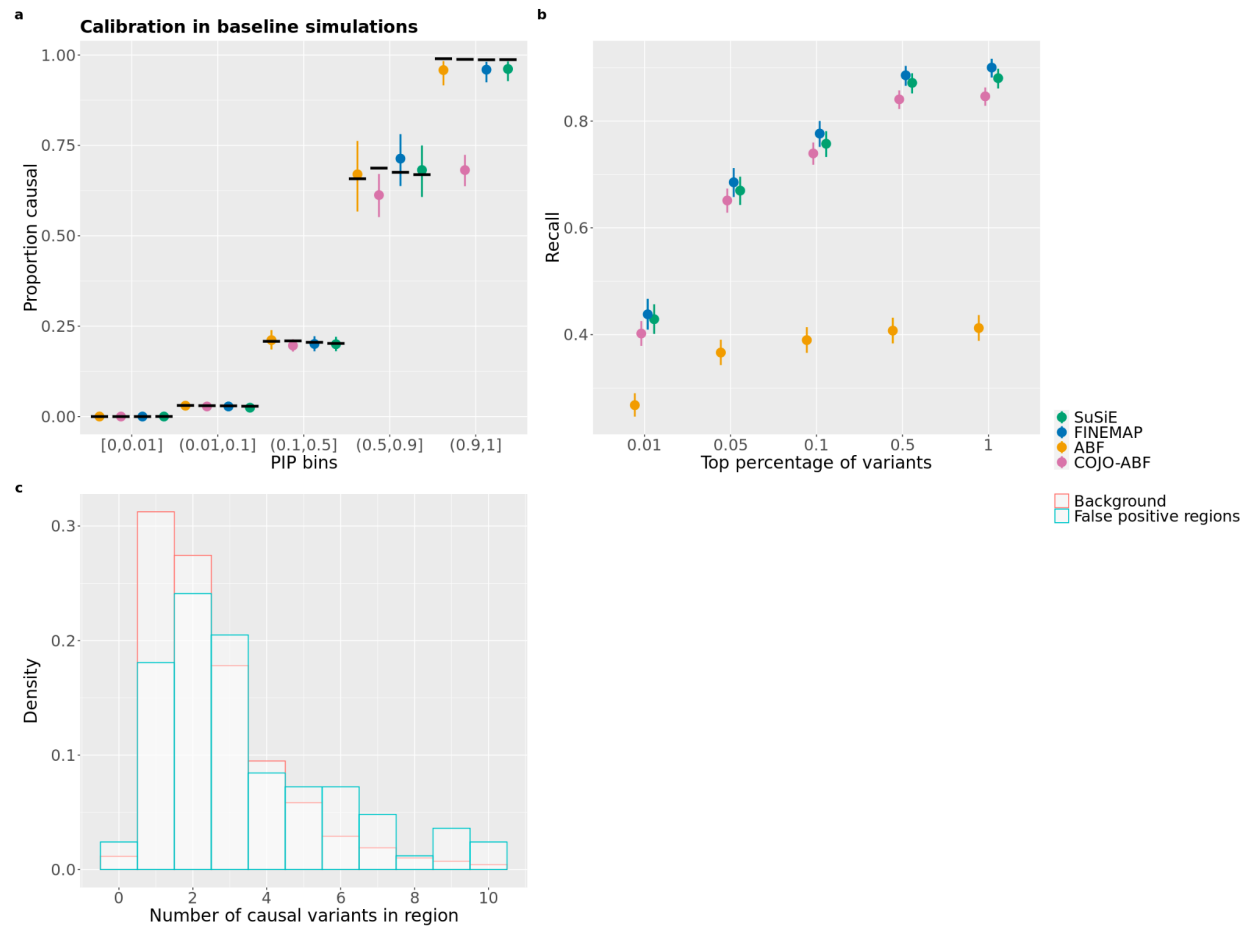 a
Calibration in baseline simulations
Proportion causal
1.00
0.75
0.50
0.25
0.00
[0,0.01] (0.01,0.1] (0.1,0.5] (0.5,0.9] (0.9,1]
PIP bins
b
Recall
0.8
0.6
0.4
0.01 0.05 0.1 0.5 1
Top percentage of variants
SuSiE
FINEMAP
ABF
COJO-ABF
Background
False positive regions
c
Density
0.3
0.2
0.1
0.0
0 2 4 6 8 10
Number of causal variants in region